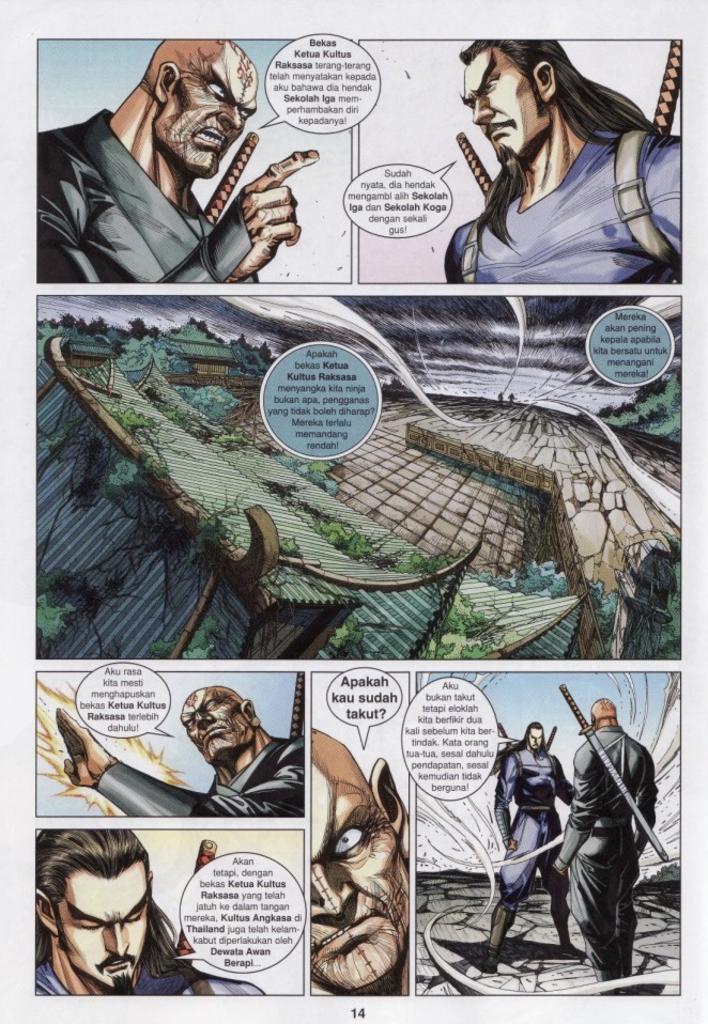 Bekas
Ketua Kultus
Raksasa terang-terang
telah menyatakan kepada
aku bahawa dia hendak
Sekolah Iga mem-
perhambakan diri
kepadanya!
Sudah
nyata, dia hendak
mengambi alih Sekolah
Iga dan Sekolah Koga
dengan sekali
gus!
Apakah
bekas Ketua
Kultus Raksasa
menyangka kita ninja
bukan apa, pengganas
yang tidak boleh diharap?
Mereka terlalu
memandang
rendah!
Mereka
akan pening
kepala apabila
kita bersatu untuk
menangani
mereka!
Aku rasa
kita mesti
menghapuskan
bekas Ketua Kultus
Raksasa terlebih
dahulu!
Akan
tetapi, dengan
bekas Ketua Kultus
Raksasa yang telah
jatuh ke dalam tangan
mereka, Kultus Angkasa di
Thailand juga telah kelam-
kabut diperlakukan oleh
Dewata Awan
Berapi...
Apakah
kau sudah
takut?
Aku
bukan takut
tetapi eloklah
kita berfikir dua
kali sebelum kita ber-
tindak. Kata orang
tua-tua, sesal dahulu
pendapatan, sesal
kemudian tidak
berguna!
14